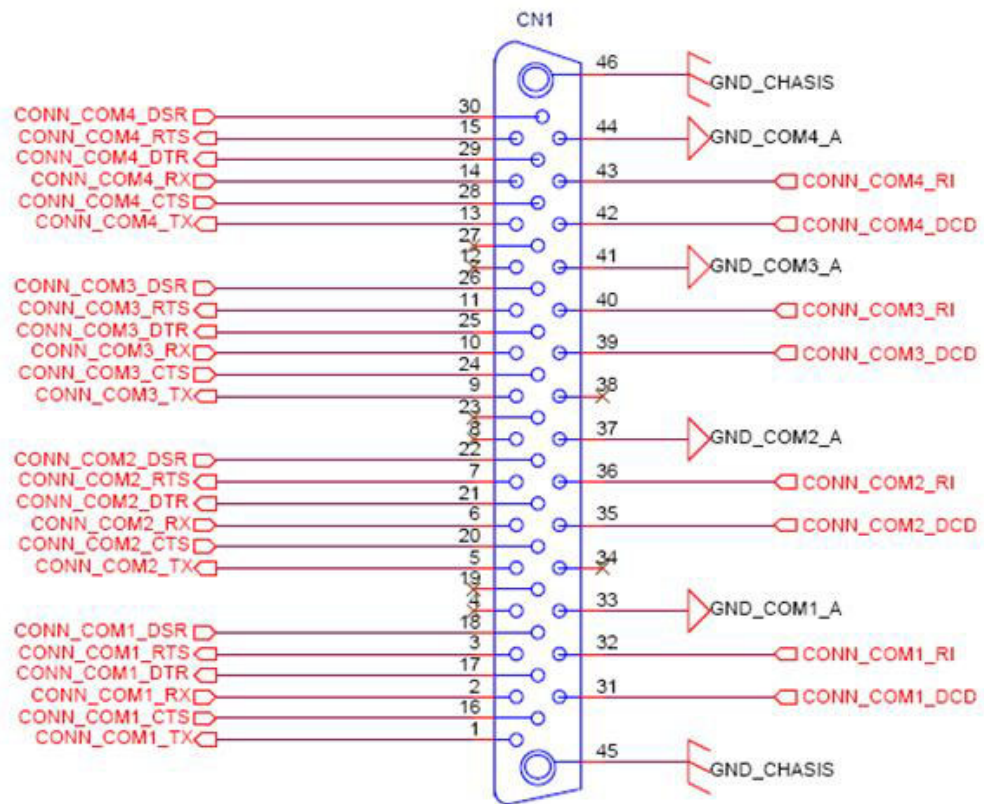 CN1
46 GND_CHASIS
CONN_COM4_DSR 30
CONN_COM4_RTS 15 44 GND_COM4_A
CONN_COM4_DTR 29
CONN_COM4_RX 14 43 CONN_COM4_RI
CONN_COM4_CTS 28
CONN_COM4_TX 13 42 CONN_COM4_DCD
27
12 41 GND_COM3_A
CONN_COM3_DSR 26
CONN_COM3_RTS 11 40 CONN_COM3_RI
CONN_COM3_DTR 25
CONN_COM3_RX 10 39 CONN_COM3_DCD
CONN_COM3_CTS 24
CONN_COM3_TX 9 38
23
8 37 GND_COM2_A
CONN_COM2_DSR 22
CONN_COM2_RTS 7 36 CONN_COM2_RI
CONN_COM2_DTR 21
CONN_COM2_RX 6 35 CONN_COM2_DCD
CONN_COM2_CTS 20
CONN_COM2_TX 5 34
19
4 33 GND_COM1_A
CONN_COM1_DSR 18
CONN_COM1_RTS 3 32 CONN_COM1_RI
CONN_COM1_DTR 17
CONN_COM1_RX 2 31 CONN_COM1_DCD
CONN_COM1_CTS 16
CONN_COM1_TX 1
45 GND_CHASIS